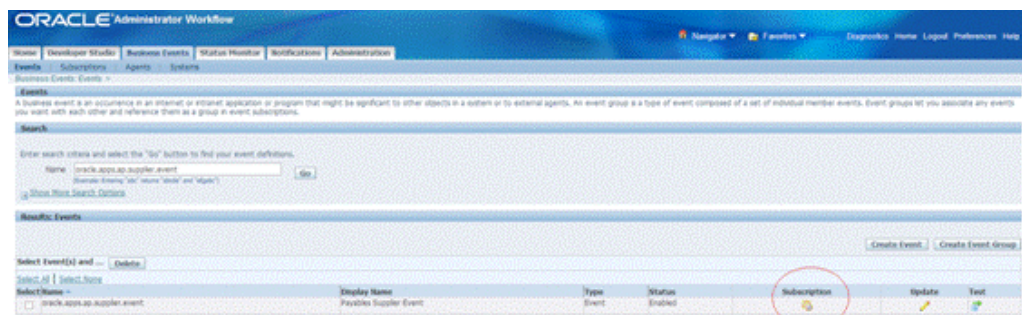 ORACLE Administrator Workflow
Navigator Favorites Diagnostics Home Logout Preferences Help
Home Developer Studio Business Events Status Monitor Notifications Administration
Events Subscriptions Agents Systems
Business Events: Events >
Events
A business event is an occurrence in an internet or intranet application or program that might be significant to other objects in a system or to external agents. An event group is a type of event composed of a set of individual member events. Event groups let you associate any events
you want with each other and reference them as a group in event subscriptions.
Search
Enter search criteria and select the "Go" button to find your event definitions.
Name oracle.apps.ap.supplier.event Go
(Example: Entering "abc" returns "abcde" and "afgabc")
Show More Search Options
Results: Events
Create Event Create Event Group
Select Event(s) and ... Delete
Select All | Select None
Select Name Display Name Type Status Subscription Update Test
oracle.apps.ap.supplier.event Payables Supplier Event Event Enabled